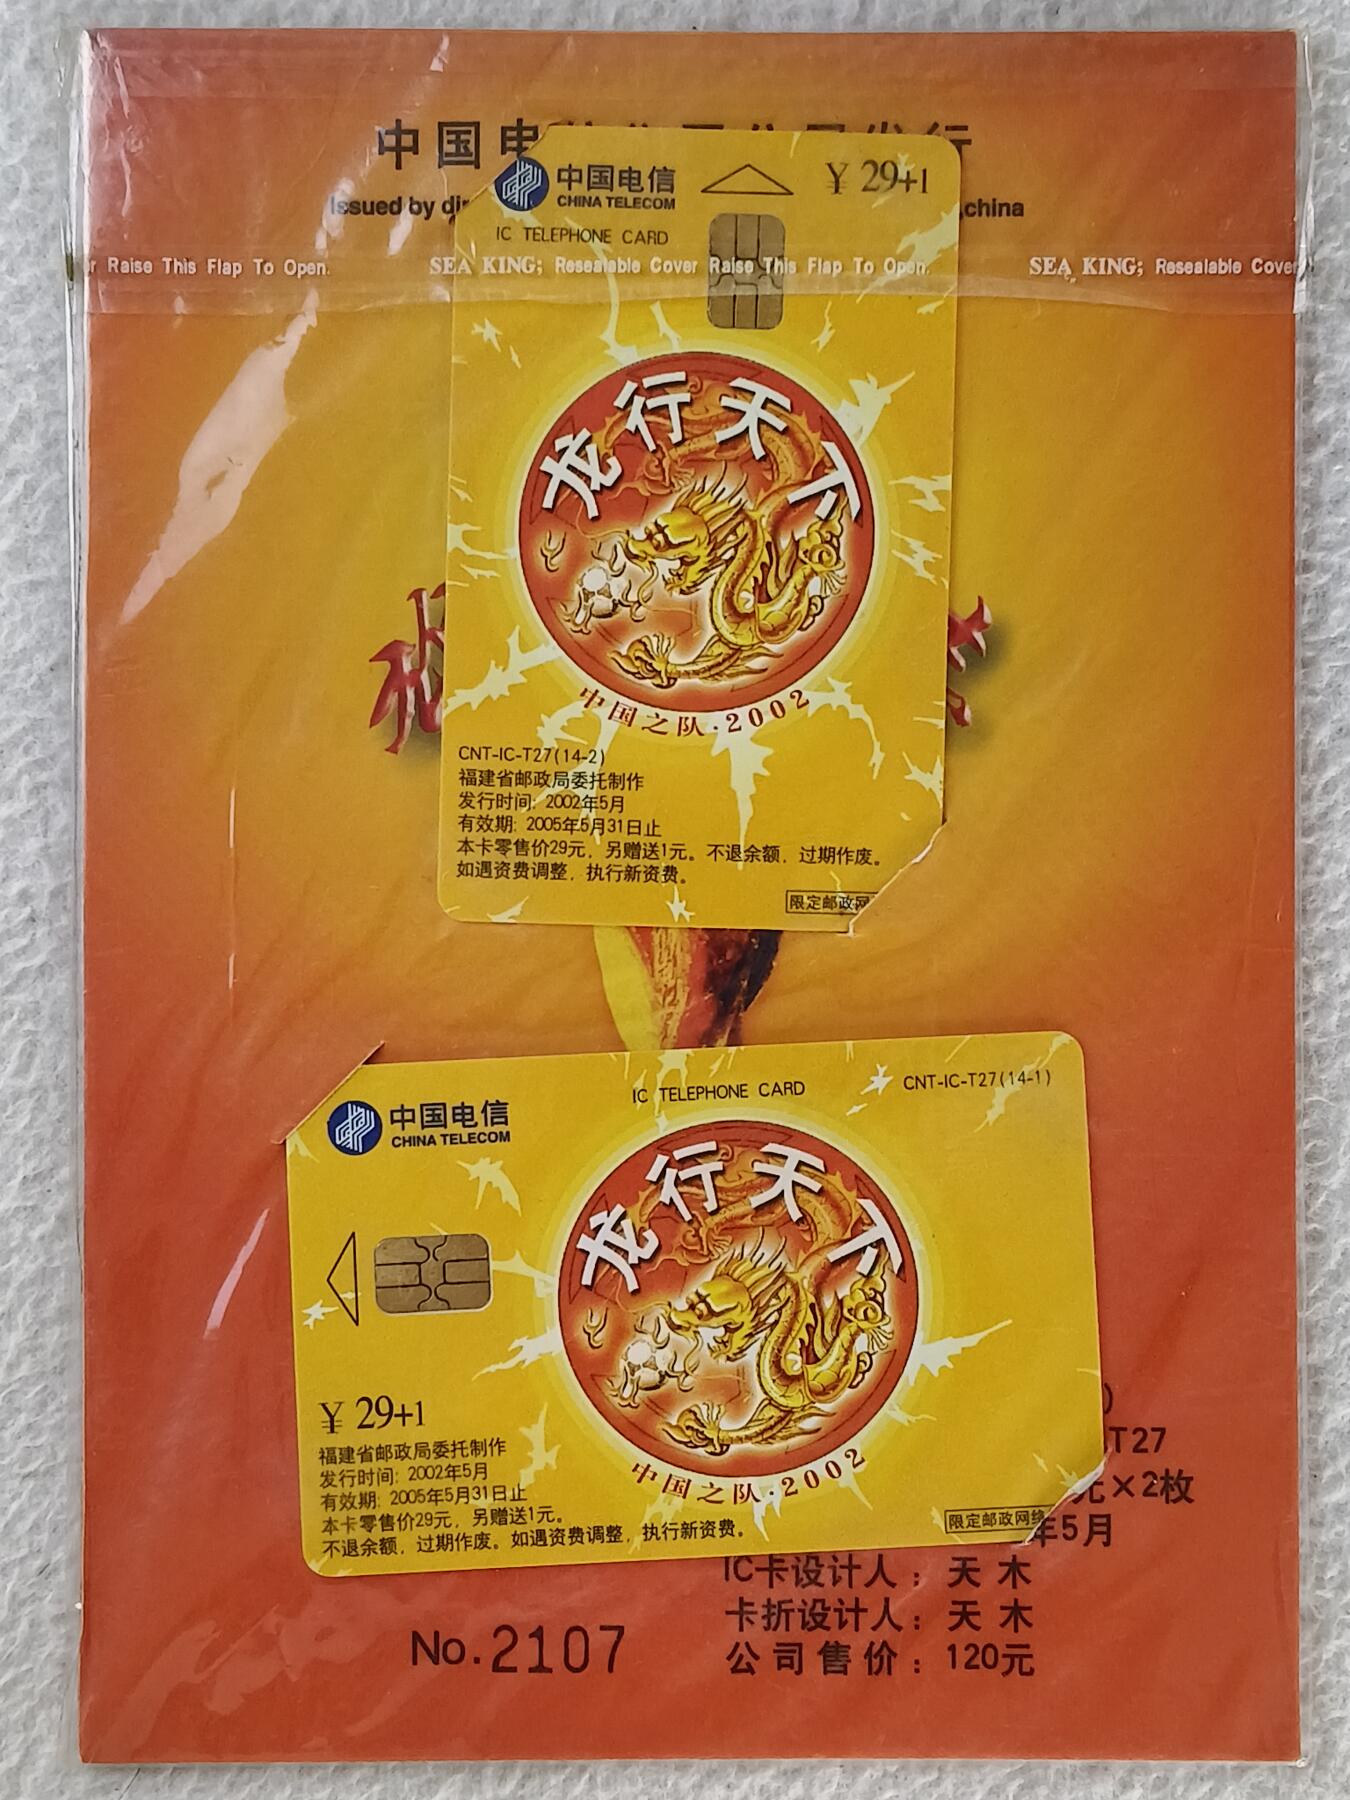 中国电
发行
Issued by
china
r Raise This Flap To Open.
SEA KING; Resealable Cover Raise This Flap To Open.
SEA KING; Resealable Cover
中国电信
CHINA TELECOM
¥ 29+1
IC TELEPHONE CARD
龙行天下
中国之队·2002
CNT-IC-T27(14-2)
福建省邮政局委托制作
发行时间: 2002年5月
有效期: 2005年5月31日止
本卡零售价29元，另赠送1元。不退余额，过期作废。
如遇资费调整，执行新资费。
限定邮政网
中国电信
CHINA TELECOM
IC TELEPHONE CARD
CNT-IC-T27(14-1)
龙行天下
中国之队·2002
¥ 29+1
福建省邮政局委托制作
发行时间: 2002年5月
有效期: 2005年5月31日止
本卡零售价29元，另赠送1元。
不退余额，过期作废。如遇资费调整，执行新资费。
限定邮政网络
)
T27
元×2枚
年5月
IC卡设计人：天木
卡折设计人：天木
公司售价：120元
No.2107